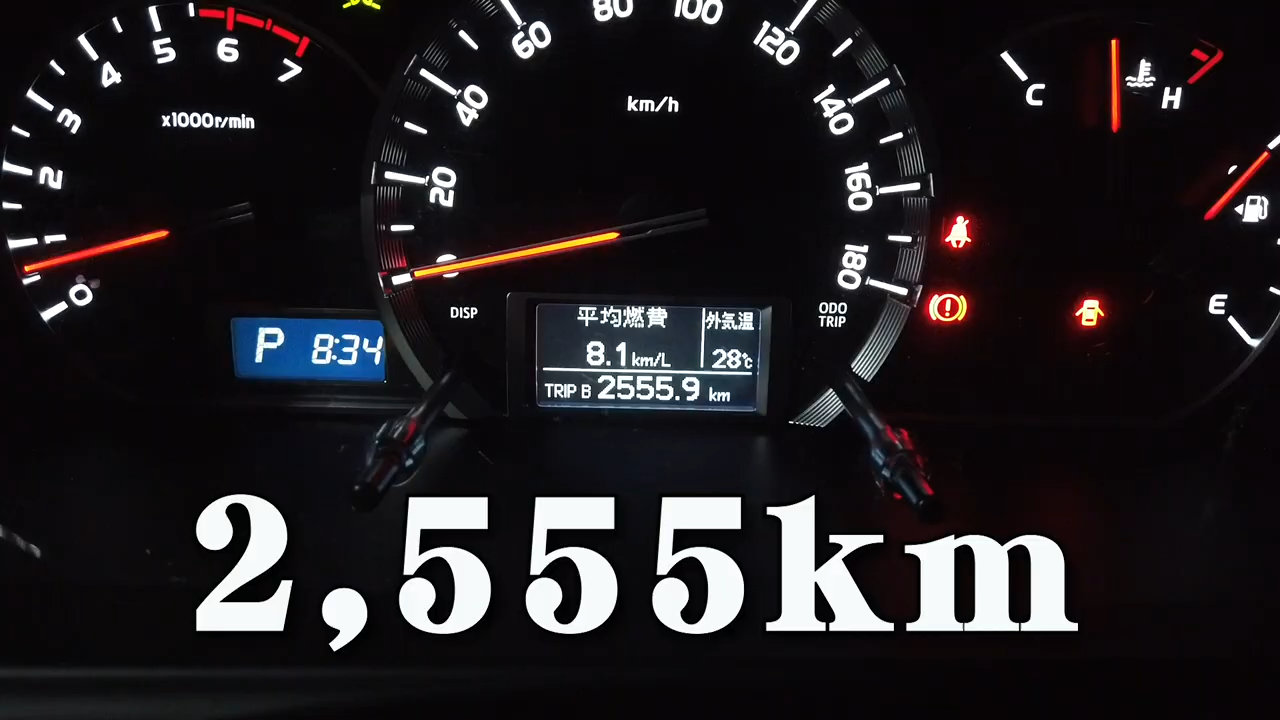 0 1 2 3 4 5 6 7
x1000r/min
0 20 40 60 80 100 120 140 160 180
km/h
C H
E
DISP
ODO
TRIP
P 8:34
平均燃費 外気温
8.1km/L 28℃
TRIP B 2555.9 km
2,555km